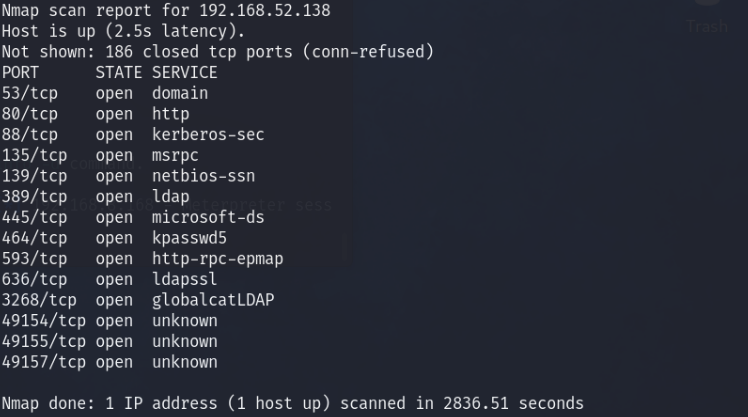 Nmap scan report for 192.168.52.138
Host is up (2.5s latency).
Not shown: 186 closed tcp ports (conn-refused)
PORT      STATE SERVICE
53/tcp    open  domain
80/tcp    open  http
88/tcp    open  kerberos-sec
135/tcp   open  msrpc
139/tcp   open  netbios-ssn
389/tcp   open  ldap
445/tcp   open  microsoft-ds
464/tcp   open  kpasswd5
593/tcp   open  http-rpc-epmap
636/tcp   open  ldapssl
3268/tcp  open  globalcatLDAP
49154/tcp open  unknown
49155/tcp open  unknown
49157/tcp open  unknown
Nmap done: 1 IP address (1 host up) scanned in 2836.51 seconds
Trash